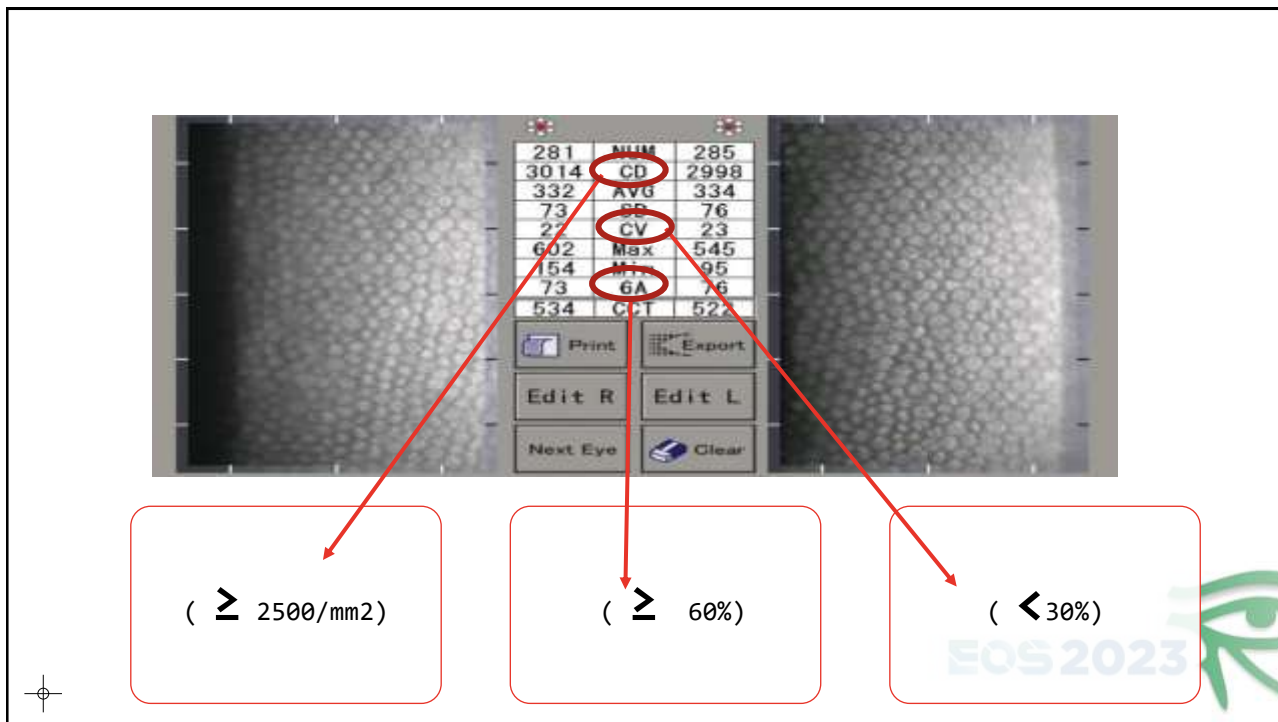 281 NUM 285
3014 CD 2998
332 AVG 334
73 SD 76
22 CV 23
602 Max 545
154 Min 95
73 6A 76
534 CCT 522
Print Export
Edit R Edit L
Next Eye Clear
( ≥ 2500/mm2)
( ≥ 60%)
( <30%)
EOS 2023